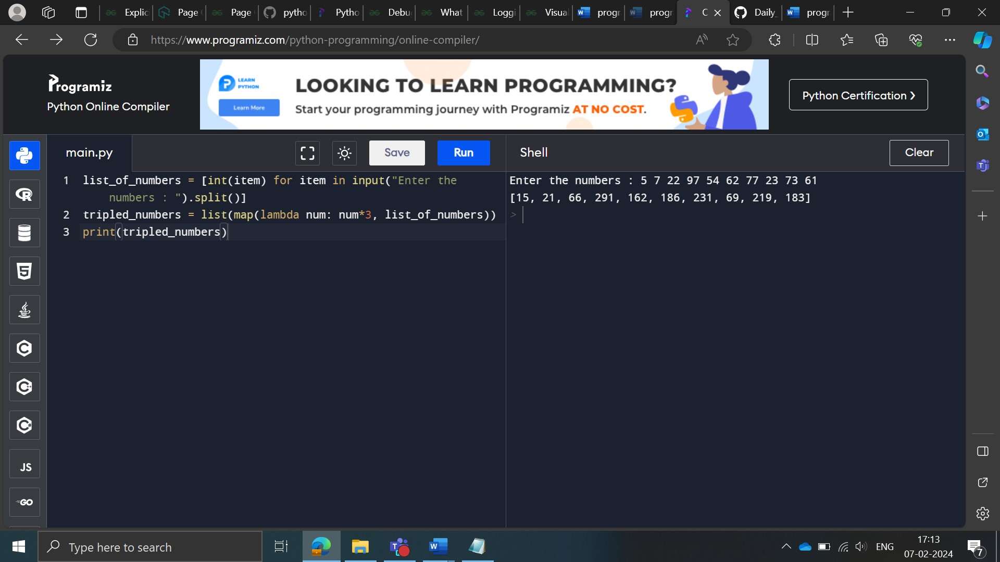 Explic
Page
Page
pytho
Pytho
Debu
What
Loggi
Visual
progr
progr
C
Daily_
progr
https://www.programiz.com/python-programming/online-compiler/
Programiz
Python Online Compiler
LEARN
PYTHON
Learn More
LOOKING TO LEARN PROGRAMMING?
Start your programming journey with Programiz AT NO COST.
Python Certification
main.py
Save
Run
Shell
Clear
1 list_of_numbers = [int(item) for item in input("Enter the
numbers : ").split()]
2 tripled_numbers = list(map(lambda num: num*3, list_of_numbers))
3 print(tripled_numbers)
Enter the numbers : 5 7 22 97 54 62 77 23 73 61
[15, 21, 66, 291, 162, 186, 231, 69, 219, 183]
>
JS
GO
Type here to search
ENG
17:13
07-02-2024
7